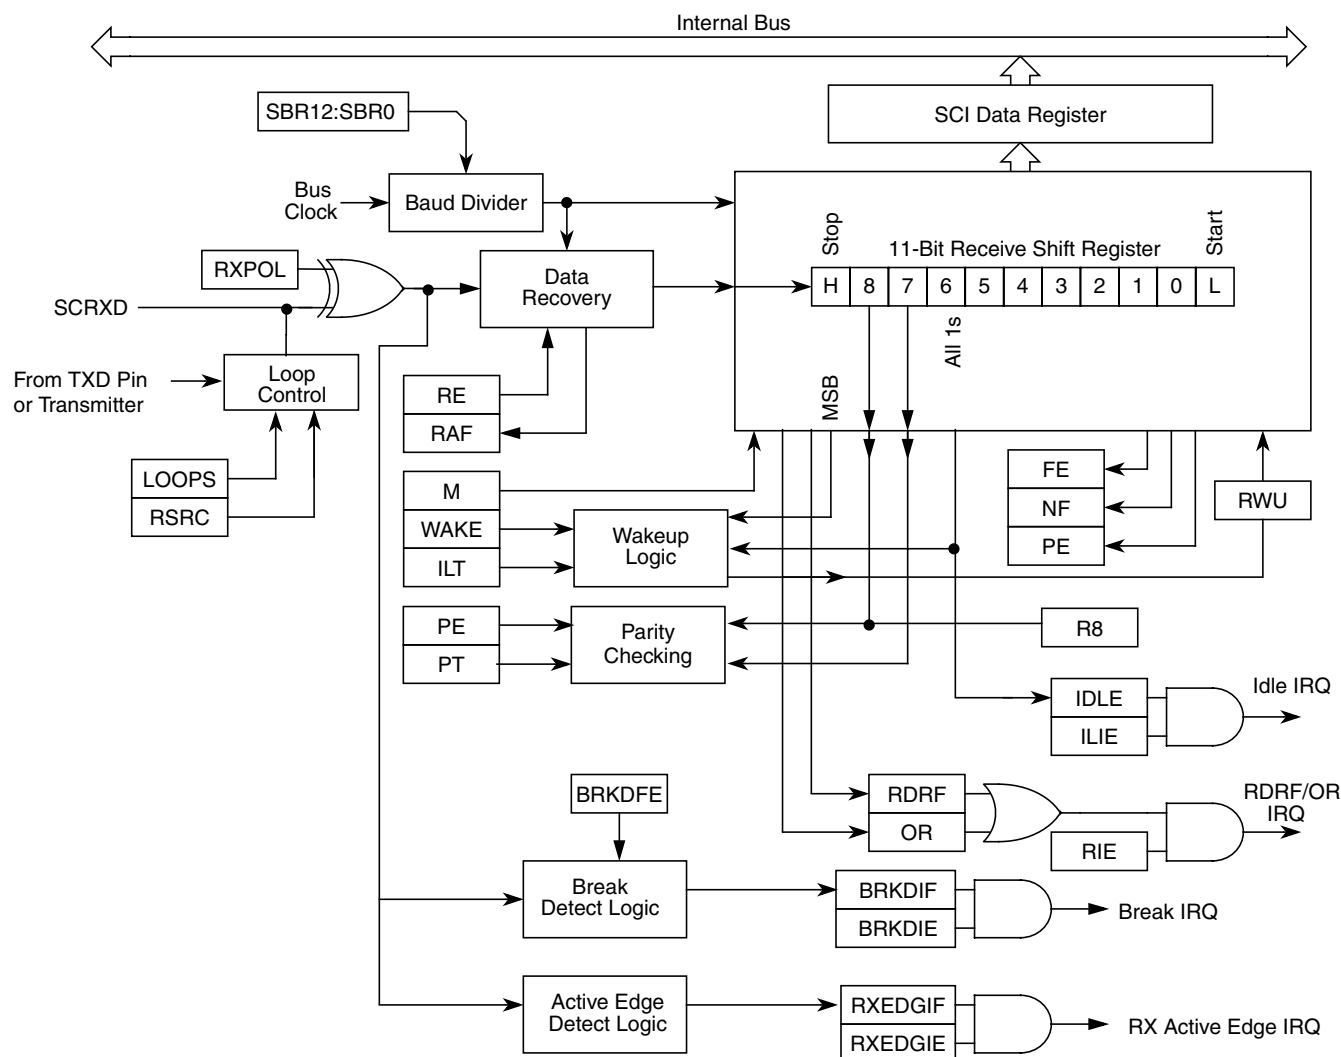 Internal Bus
SBR12:SBR0
SCI Data Register
Bus
Clock
Baud Divider
Stop
11-Bit Receive Shift Register
Start
RXPOL
Data
Recovery
H 8 7 6 5 4 3 2 1 0 L
SCRXD
All 1s
From TXD Pin
or Transmitter
Loop
Control
MSB
RE
RAF
LOOPS
RSRC
M
WAKE
ILT
Wakeup
Logic
FE
NF
PE
RWU
PE
PT
Parity
Checking
R8
IDLE
ILIE
Idle IRQ
BRKDFE
RDRF
OR
RIE
RDRF/OR
IRQ
Break
Detect Logic
BRKDIF
BRKDIE
Break IRQ
Active Edge
Detect Logic
RXEDGIF
RXEDGIE
RX Active Edge IRQ